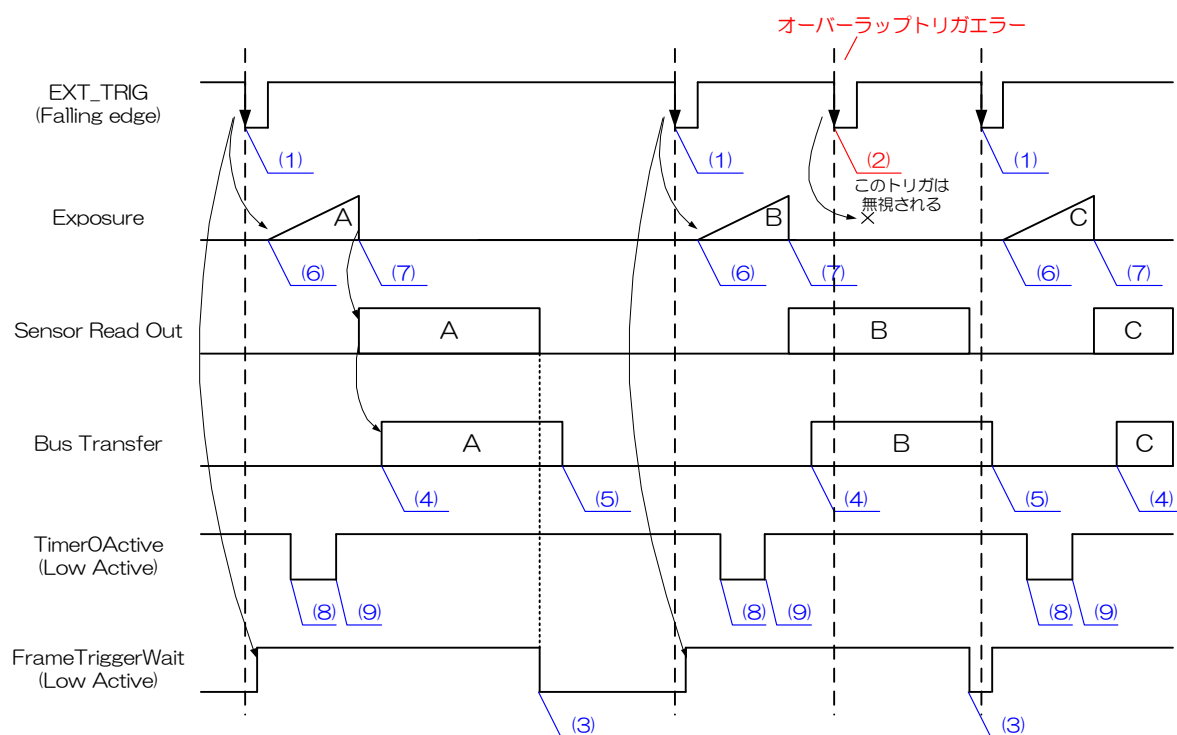 オーバーラップトリガエラー
EXT_TRIG
(Falling edge)
(1)
(1)
(2)
(1)
このトリガは
無視される
×
Exposure
A
B
C
(6)
(7)
(6)
(7)
(6)
(7)
Sensor Read Out
A
B
C
Bus Transfer
A
B
C
(4)
(5)
(4)
(5)
(4)
Timer0Active
(Low Active)
(8)
(9)
(8)
(9)
(8)
(9)
FrameTriggerWait
(Low Active)
(3)
(3)